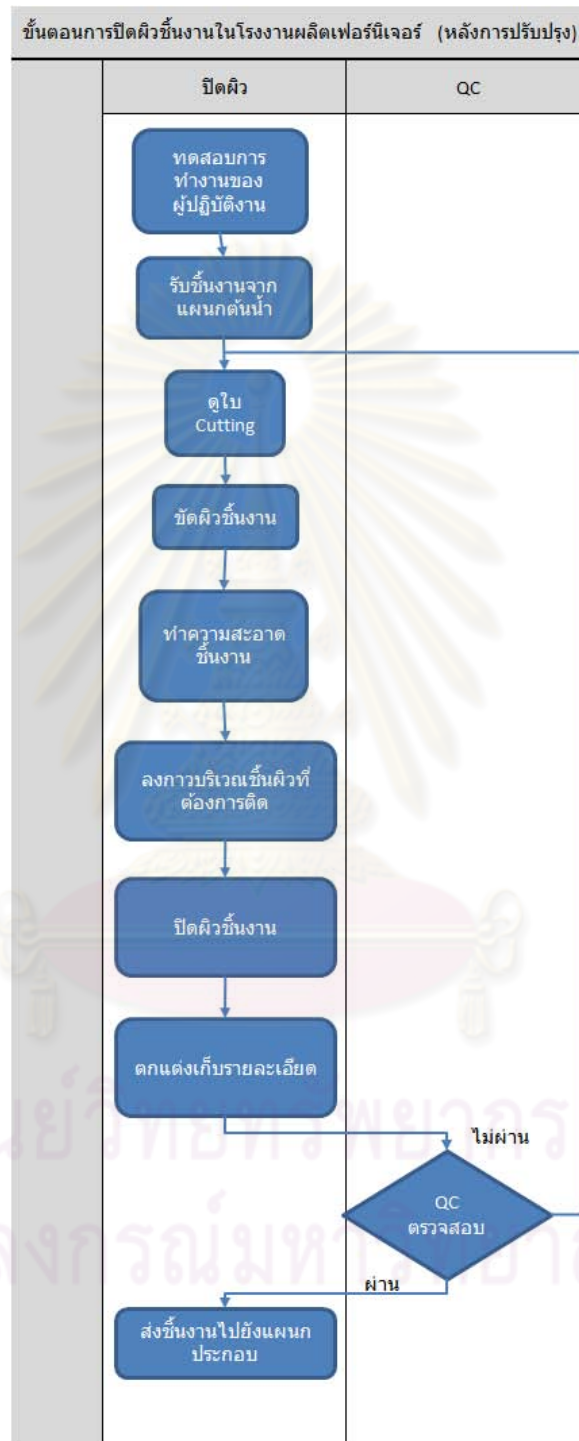 ขั้นตอนการปิดผิวชิ้นงานในโรงงานผลิตเฟอร์นิเจอร์ (หลังการปรับปรุง)
ปิดผิว
QC
ทดสอบการ
ทำงานของ
ผู้ปฏิบัติงาน
รับชิ้นงานจาก
แผนกต้นน้ำ
ดูใบ
Cutting
ขัดผิวชิ้นงาน
ทำความสะอาด
ชิ้นงาน
ลงกาวบริเวณชิ้นผิวที่
ต้องการติด
ปิดผิวชิ้นงาน
ตกแต่งเก็บรายละเอียด
ไม่ผ่าน
QC
ตรวจสอบ
ผ่าน
ส่งชิ้นงานไปยังแผนก
ประกอบ